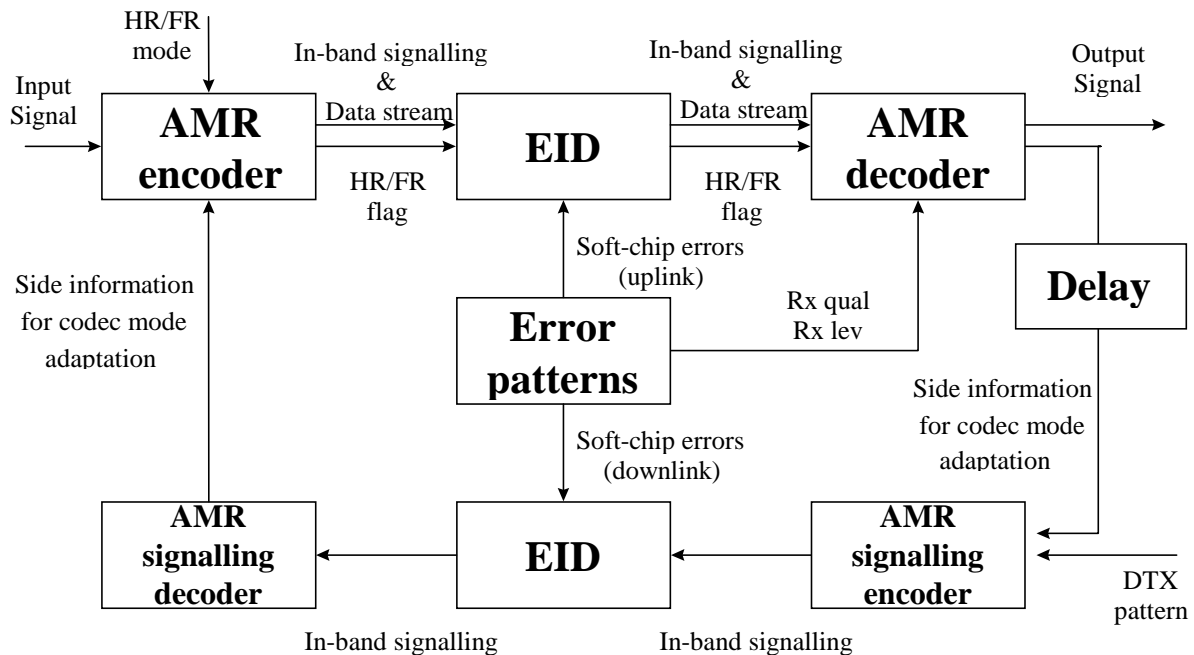 HR/FR
mode
Input
Signal
AMR
encoder
In-band signalling
&
Data stream
HR/FR
flag
EID
In-band signalling
&
Data stream
HR/FR
flag
AMR
decoder
Output
Signal
Soft-chip errors
(uplink)
Side information
for codec mode
adaptation
Error
patterns
Rx qual
Rx lev
Delay
Side information
for codec mode
adaptation
Soft-chip errors
(downlink)
AMR
signalling
decoder
EID
AMR
signalling
encoder
DTX
pattern
In-band signalling
In-band signalling